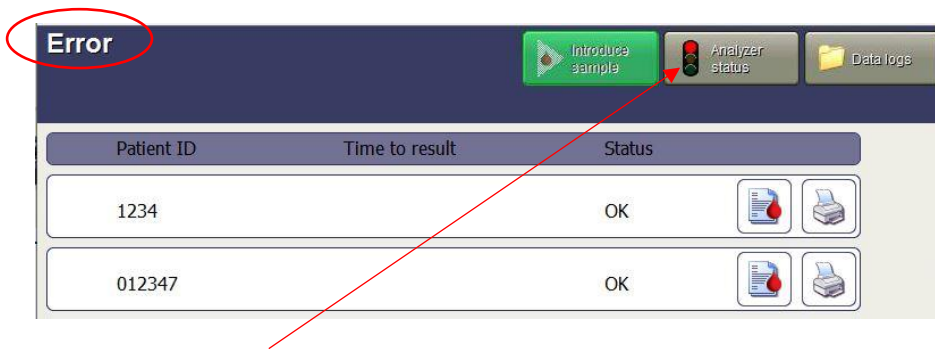 Error
Introduce sample
Analyzer status
Data logs
Patient ID Time to result Status
1234 OK
012347 OK